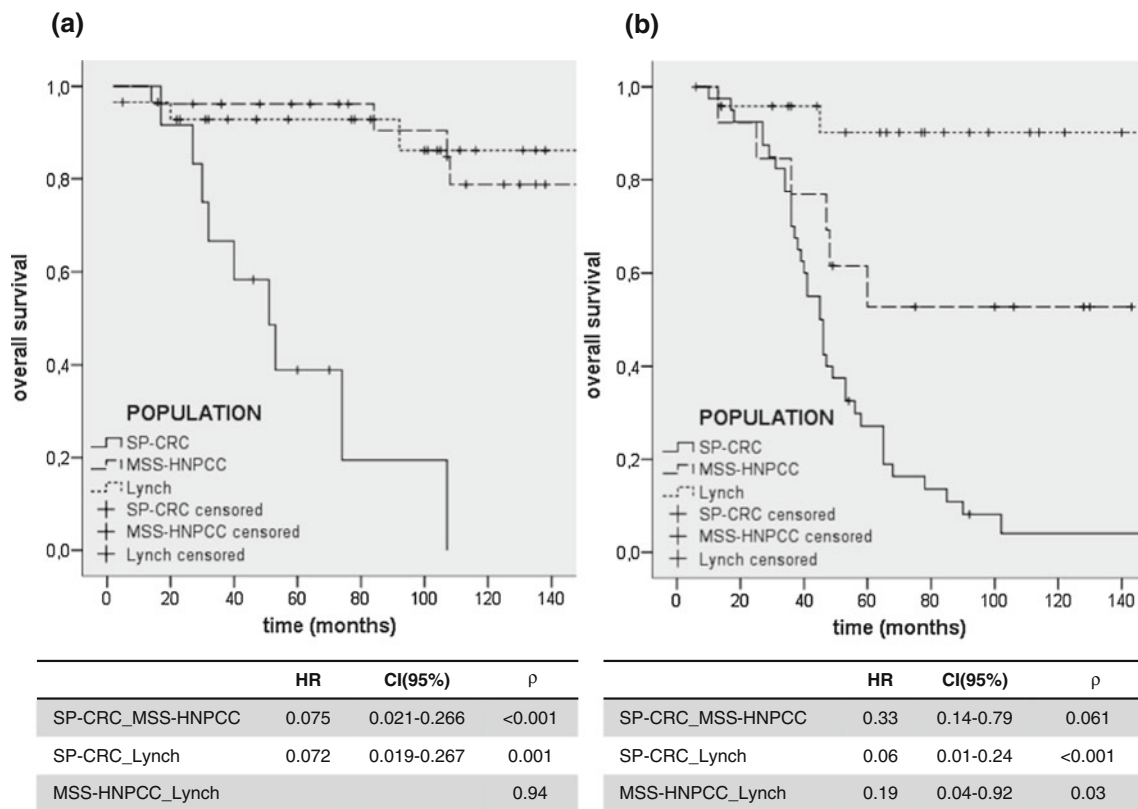 (a)
1,0
0,8
0,6
0,4
0,2
0,0
overall survival
POPULATION
SP-CRC
MSS-HNPCC
Lynch
SP-CRC censored
MSS-HNPCC censored
Lynch censored
0 20 40 60 80 100 120 140
time (months)
HR CI(95%) ρ
SP-CRC_MSS-HNPCC 0.075 0.021-0.266 <0.001
SP-CRC_Lynch 0.072 0.019-0.267 0.001
MSS-HNPCC_Lynch 0.94
(b)
1,0
0,8
0,6
0,4
0,2
0,0
overall survival
POPULATION
SP-CRC
MSS-HNPCC
Lynch
SP-CRC censored
MSS-HNPCC censored
Lynch censored
0 20 40 60 80 100 120 140
time (months)
HR CI(95%) ρ
SP-CRC_MSS-HNPCC 0.33 0.14-0.79 0.061
SP-CRC_Lynch 0.06 0.01-0.24 <0.001
MSS-HNPCC_Lynch 0.19 0.04-0.92 0.03